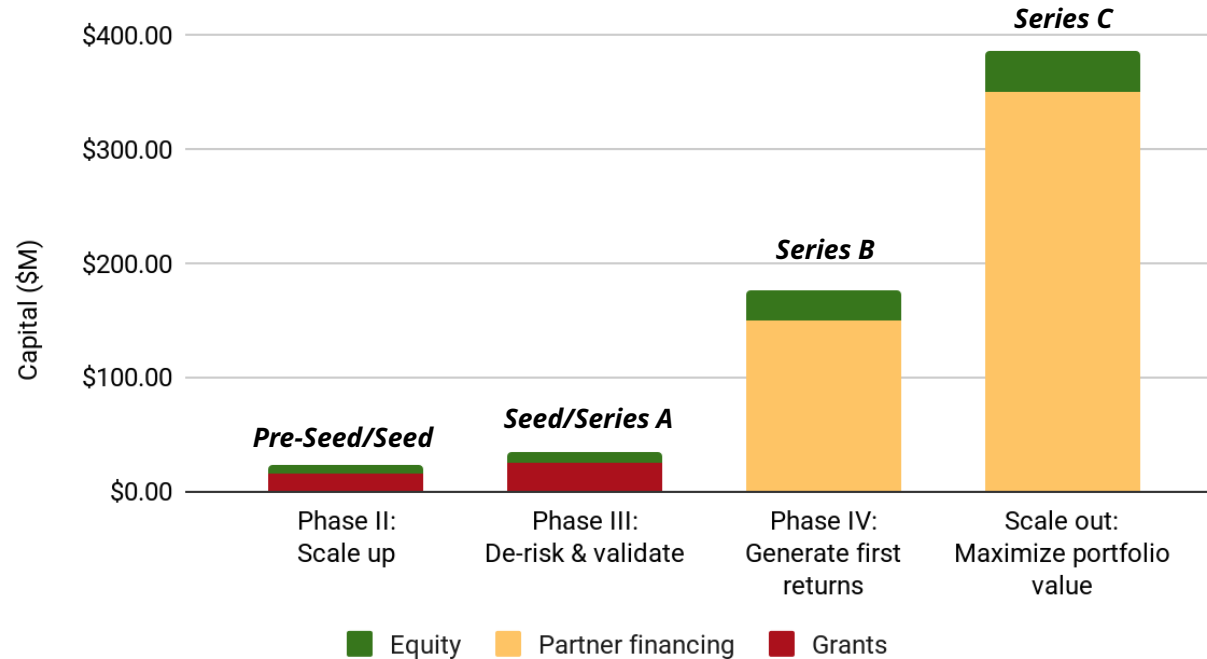 Series C
$400.00
$300.00
Series B
$200.00
Capital ($M)
$100.00
Seed/Series A
Pre-Seed/Seed
$0.00
Phase II:
Scale up
Phase III:
De-risk & validate
Phase IV:
Generate first
returns
Scale out:
Maximize portfolio
value
Equity
Partner financing
Grants